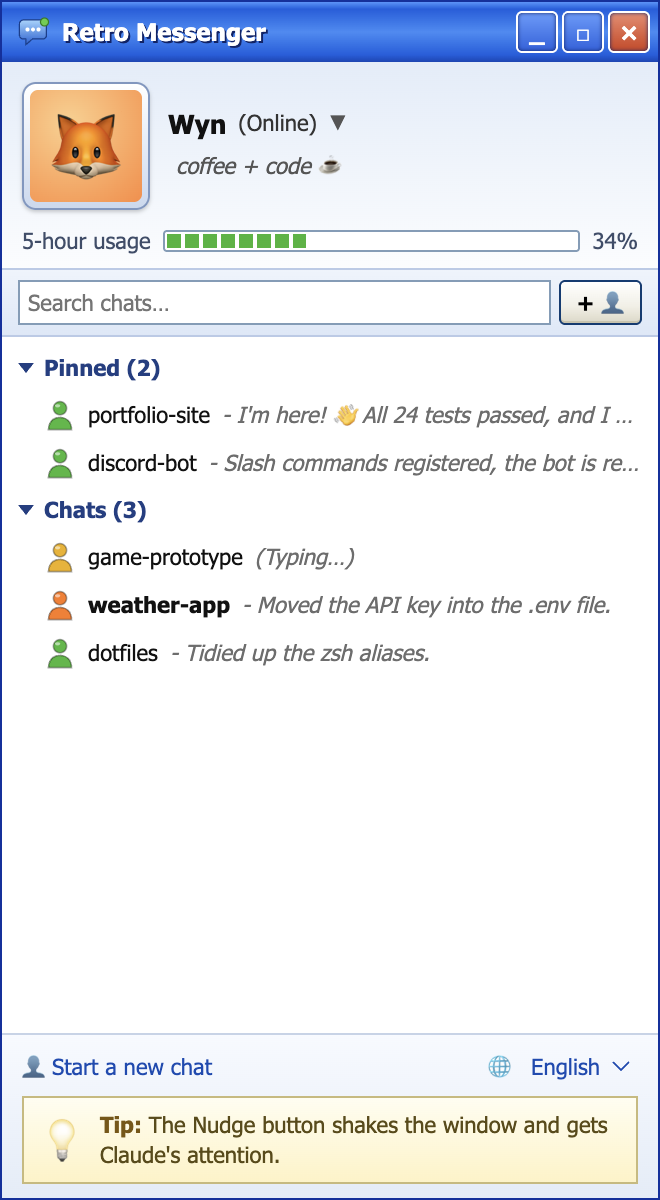 Retro Messenger
Wyn (Online) ▼
coffee + code ☕
5-hour usage 34%
Search chats...
+ 👤
Pinned (2)
portfolio-site - I'm here! 👋 All 24 tests passed, and I ...
discord-bot - Slash commands registered, the bot is re...
Chats (3)
game-prototype (Typing...)
weather-app - Moved the API key into the .env file.
dotfiles - Tidied up the zsh aliases.
Start a new chat
English
Tip: The Nudge button shakes the window and gets
Claude's attention.